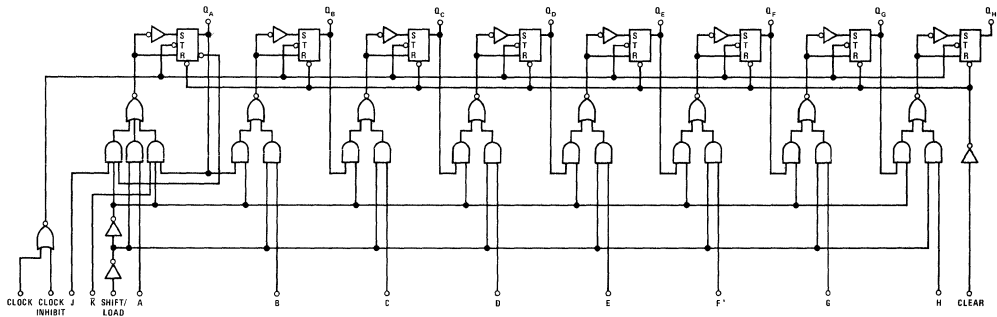 QA QB QC QD QE QF QG QH
S T R S T R S T R S T R S T R S T R S T R S T R
CLOCK CLOCK INHIBIT J K̅ SHIFT/ LOAD A B C D E F' G H CLEAR